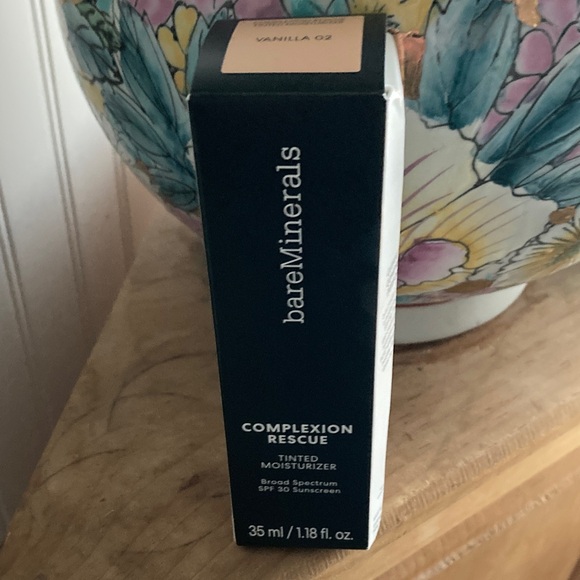 VANILLA 02
bareMinerals
COMPLEXION
RESCUE
TINTED
MOISTURIZER
Broad Spectrum
SPF 30 Sunscreen
35 ml / 1.18 fl. oz.